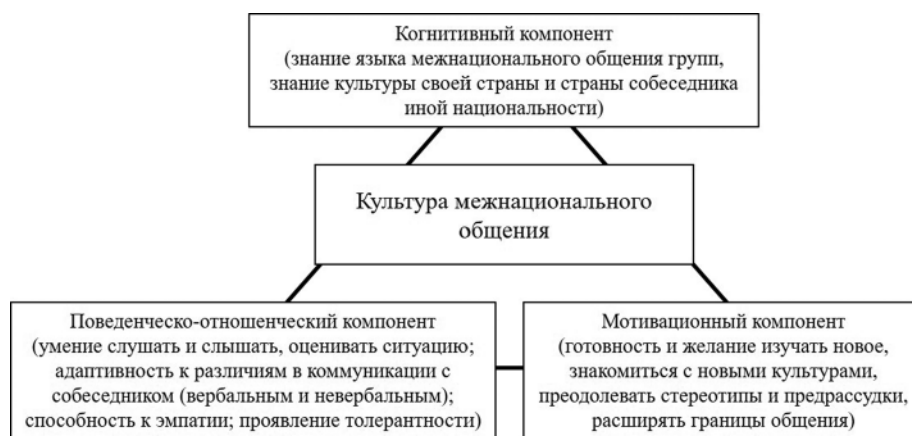 Когнитивный компонент
(знание языка межнационального общения групп,
знание культуры своей страны и страны собеседника
иной национальности)
Культура межнационального
общения
Поведенческо-отношенческий компонент
(умение слушать и слышать, оценивать ситуацию;
адаптивность к различиям в коммуникации с
собеседником (вербальным и невербальным);
способность к эмпатии; проявление толерантности)
Мотивационный компонент
(готовность и желание изучать новое,
знакомиться с новыми культурами,
преодолевать стереотипы и предрассудки,
расширять границы общения)